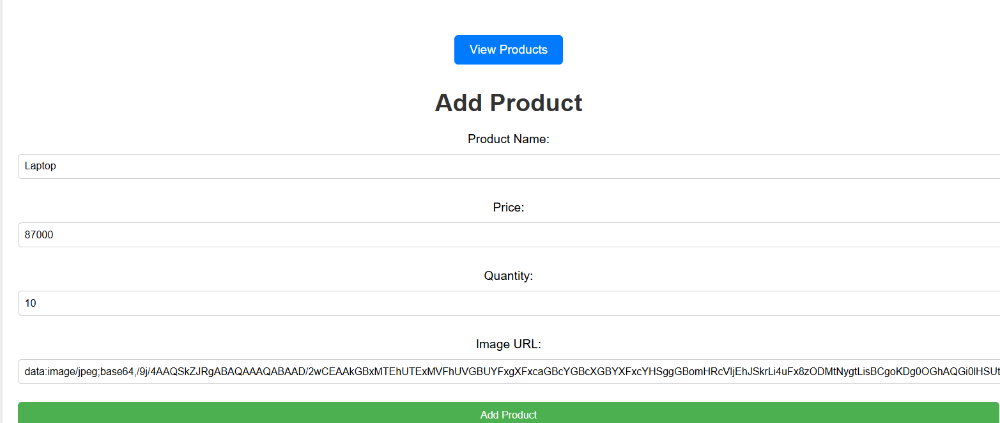 View Products
Add Product
Product Name:
Laptop
Price:
87000
Quantity:
10
Image URL:
data:image/jpeg;base64,/9j/4AAQSkZJRgABAQAAAQABAAD/2wCEAAkGBxMTEhUTExMVFhUVGBUYFxgXFxcaGBcYGBcXGBYXFxcYHSggGBomHRcVIjEhJSkrLi4uFx8zODMtNygtLisBCgoKDg0OGhAQGi0lHSUt
Add Product